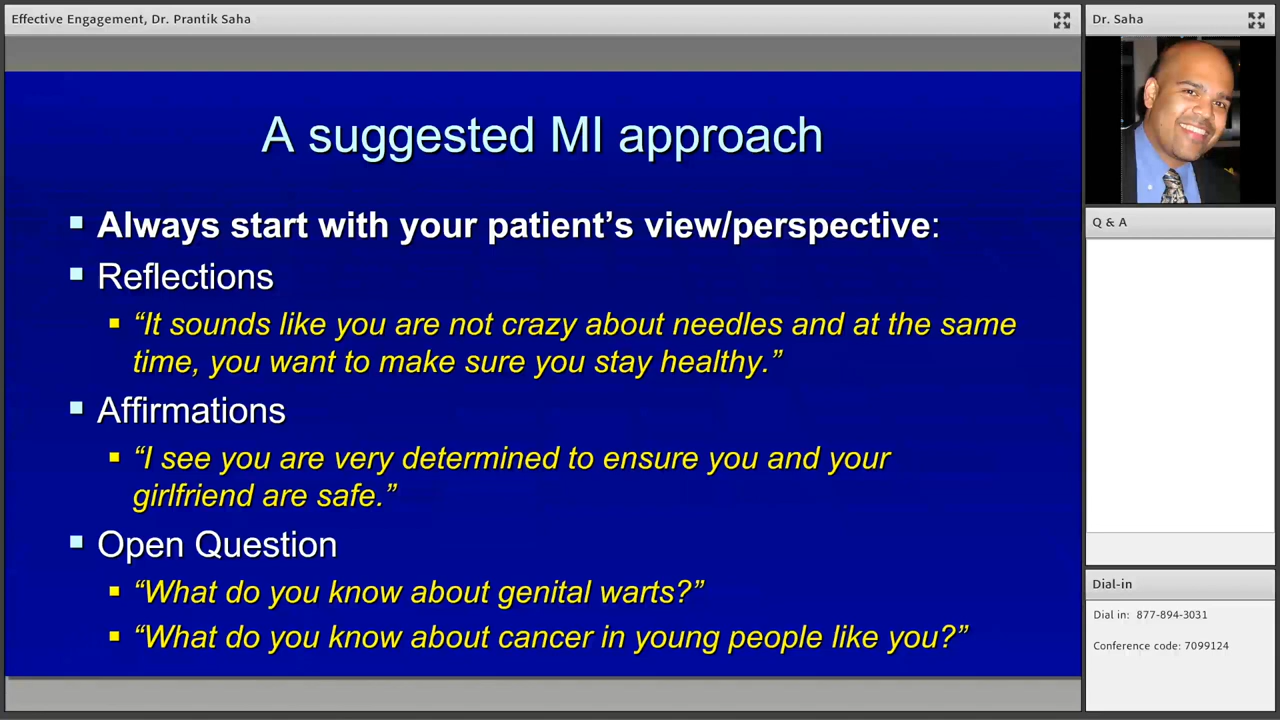 Effective Engagement, Dr. Prantik Saha
Dr. Saha
A suggested MI approach
Always start with your patient’s view/perspective:
Reflections
“It sounds like you are not crazy about needles and at the same
time, you want to make sure you stay healthy.”
Affirmations
“I see you are very determined to ensure you and your
girlfriend are safe.”
Open Question
“What do you know about genital warts?”
“What do you know about cancer in young people like you?”
Q & A
Dial-in
Dial in: 877-894-3031
Conference code: 7099124